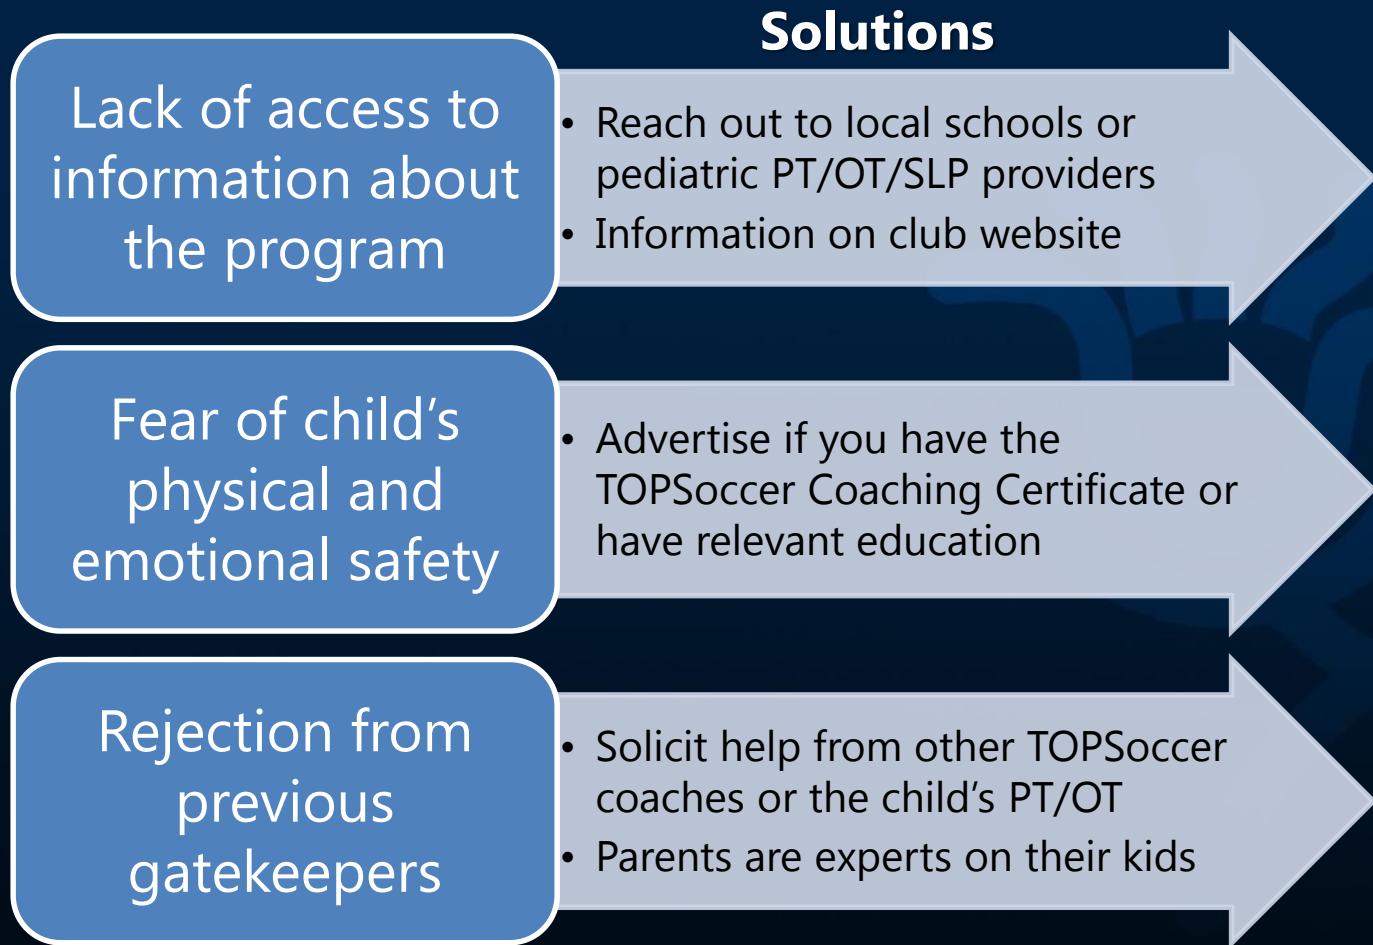 Solutions
Lack of access to
information about
the program
• Reach out to local schools or
pediatric PT/OT/SLP providers
• Information on club website
Fear of child’s
physical and
emotional safety
• Advertise if you have the
TOPSoccer Coaching Certificate or
have relevant education
Rejection from
previous
gatekeepers
• Solicit help from other TOPSoccer
coaches or the child’s PT/OT
• Parents are experts on their kids